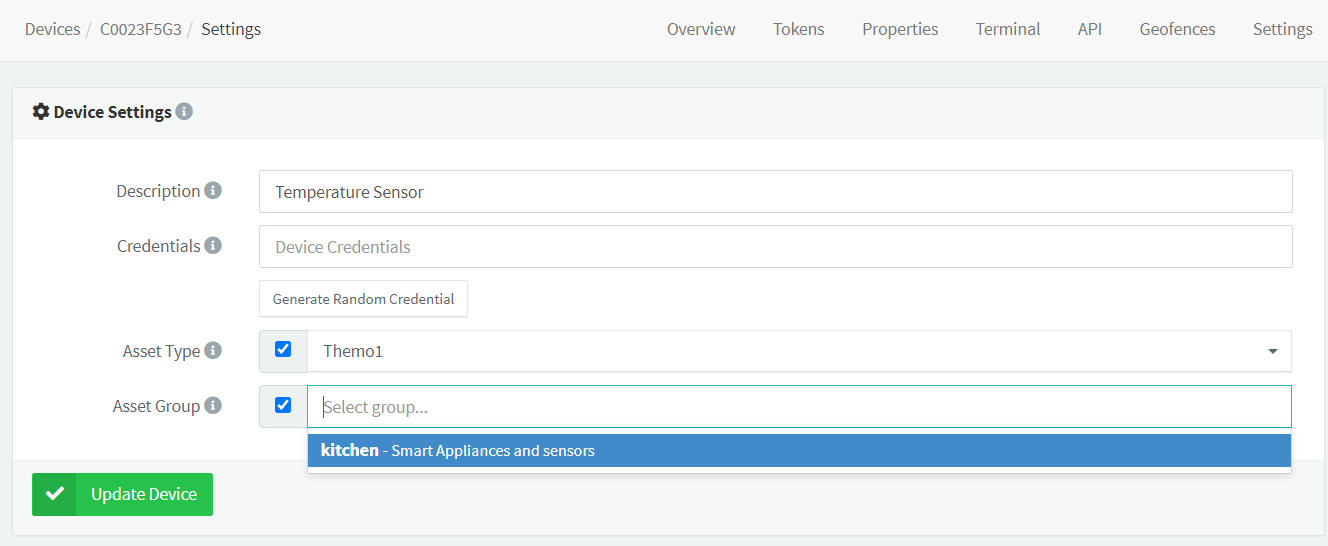 Devices / C0023F5G3 / Settings Overview Tokens Properties Terminal API Geofences Settings
Device Settings
Description Temperature Sensor
Credentials Device Credentials
Generate Random Credential
Asset Type Themo1
Asset Group Select group...
kitchen - Smart Appliances and sensors
Update Device